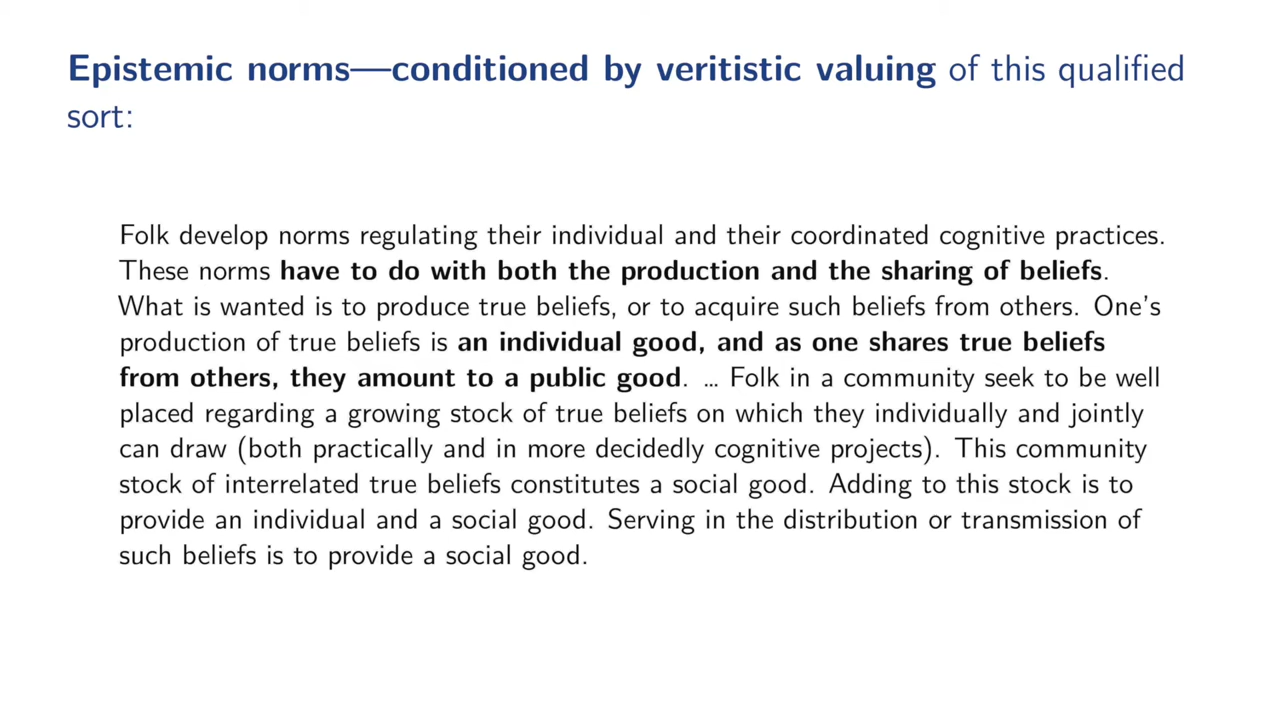 Epistemic norms—conditioned by veritistic valuing of this qualified
sort:
Folk develop norms regulating their individual and their coordinated cognitive practices.
These norms have to do with both the production and the sharing of beliefs.
What is wanted is to produce true beliefs, or to acquire such beliefs from others. One's
production of true beliefs is an individual good, and as one shares true beliefs
from others, they amount to a public good. … Folk in a community seek to be well
placed regarding a growing stock of true beliefs on which they individually and jointly
can draw (both practically and in more decidedly cognitive projects). This community
stock of interrelated true beliefs constitutes a social good. Adding to this stock is to
provide an individual and a social good. Serving in the distribution or transmission of
such beliefs is to provide a social good.